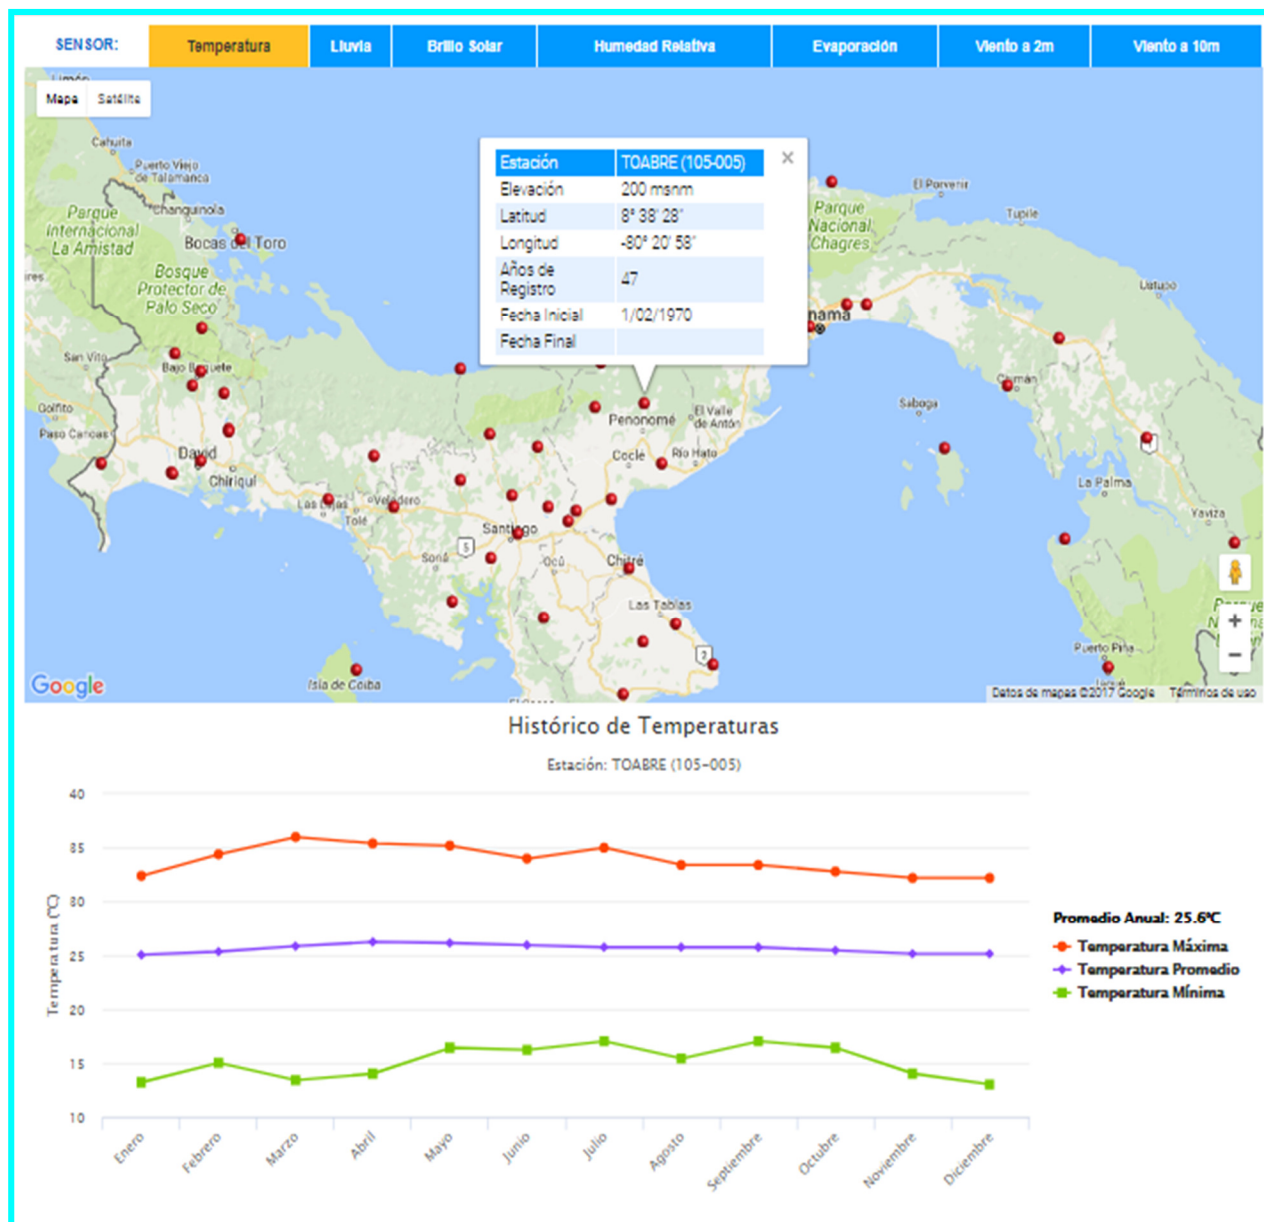 SENSOR: Temperatura Lluvia Brillo Solar Humedad Relativa Evaporación Viento a 2m Viento a 10m
Limón
Mapa Satélite
Cahuita
Puerto Viejo
de Talamanca
Changuinola
Parque
Internacional
La Amistad
Bocas del Toro
Bosque
Protector de
Palo Seco
San Vito
Bajo Boquete
Golfito
Paso Canoas
David
Chiriquí
Las Lajas
Tolé
Veladero
Soná
5
Santiago
Ocú
Chitré
Las Tablas
2
Isla de Coiba
Penonomé
El Valle
de Antón
Coclé
Río Hato
Estación TOABRE (105-005)
Elevación 200 msnm
Latitud 8° 38' 28"
Longitud -80° 20' 58"
Años de
Registro 47
Fecha Inicial 1/02/1970
Fecha Final
×
Parque
Nacional
Chagres
El Porvenir
Tupile
Ustupo
nama
Saboga
Chimán
1
La Palma
Yaviza
Puerto Piña
Jaqué
+
−
Google
Datos de mapas ©2017 Google Términos de uso
Histórico de Temperaturas
Estación: TOABRE (105-005)
Temperatura (°C)
40
35
30
25
20
15
10
Enero Febrero Marzo Abril Mayo Junio Julio Agosto Septiembre Octubre Noviembre Diciembre
Promedio Anual: 25.6°C
Temperatura Máxima
Temperatura Promedio
Temperatura Mínima